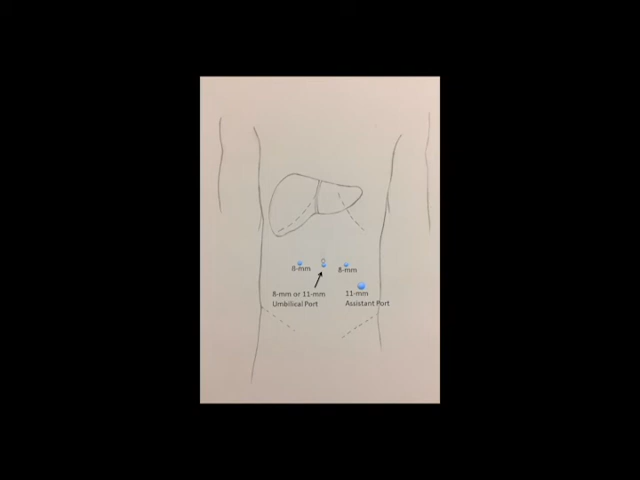 8-mm
8-mm
8-mm or 11-mm
Umbilical Port
11-mm
Assistant Port